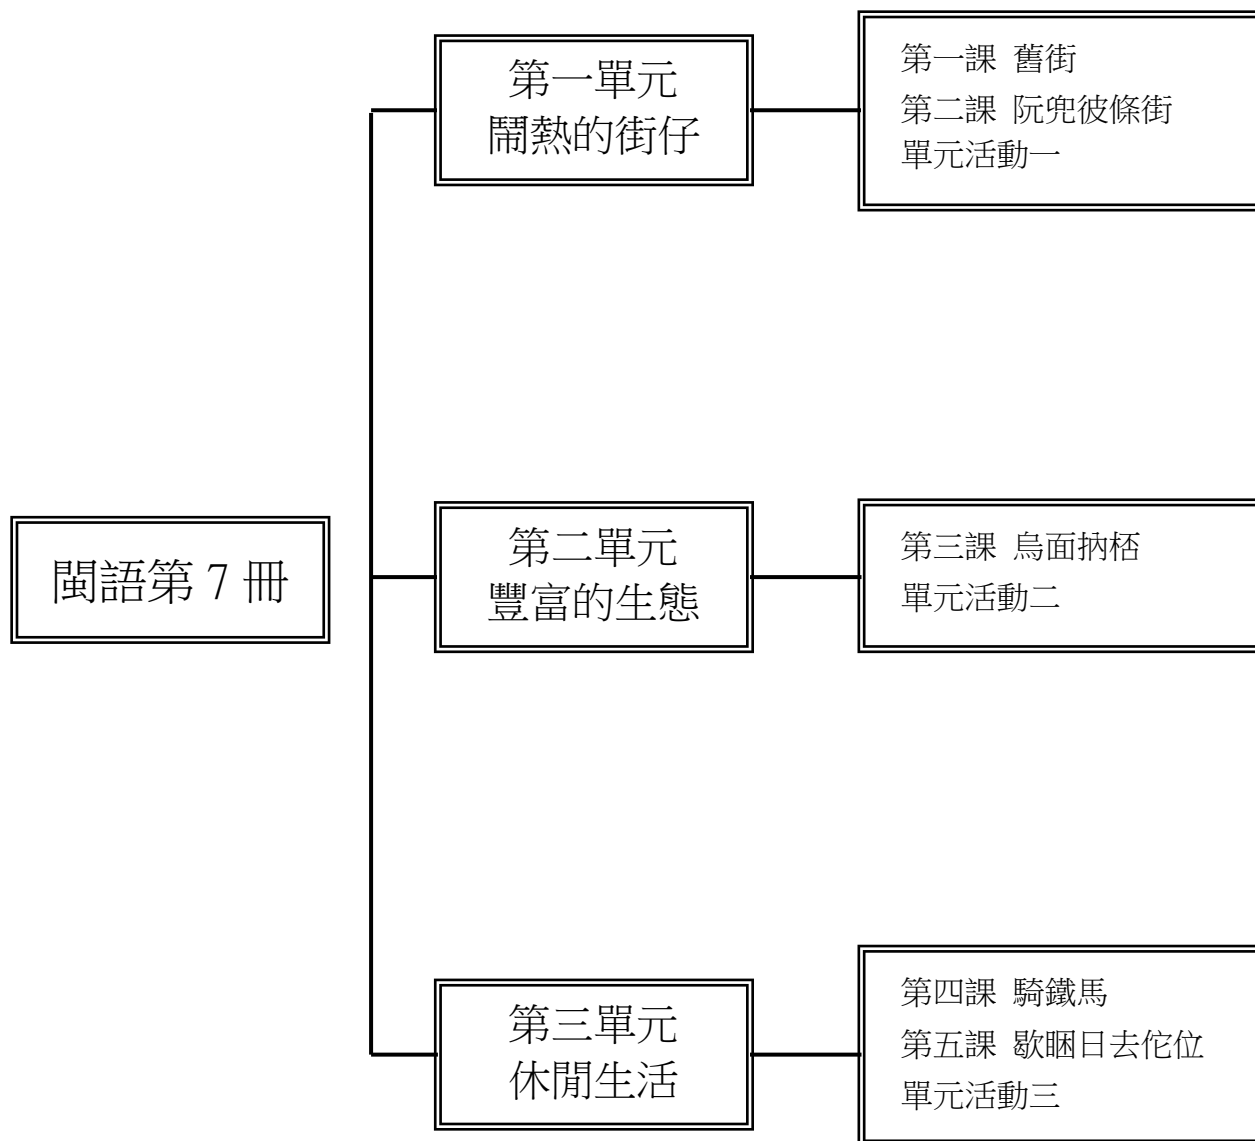 閩語第 7 冊
第一單元
鬧熱的街仔
第一課 舊街
第二課 阮兜彼條街
單元活動一
第二單元
豐富的生態
第三課 烏面抐桮
單元活動二
第三單元
休閒生活
第四課 騎鐵馬
第五課 歇睏日去佗位
單元活動三